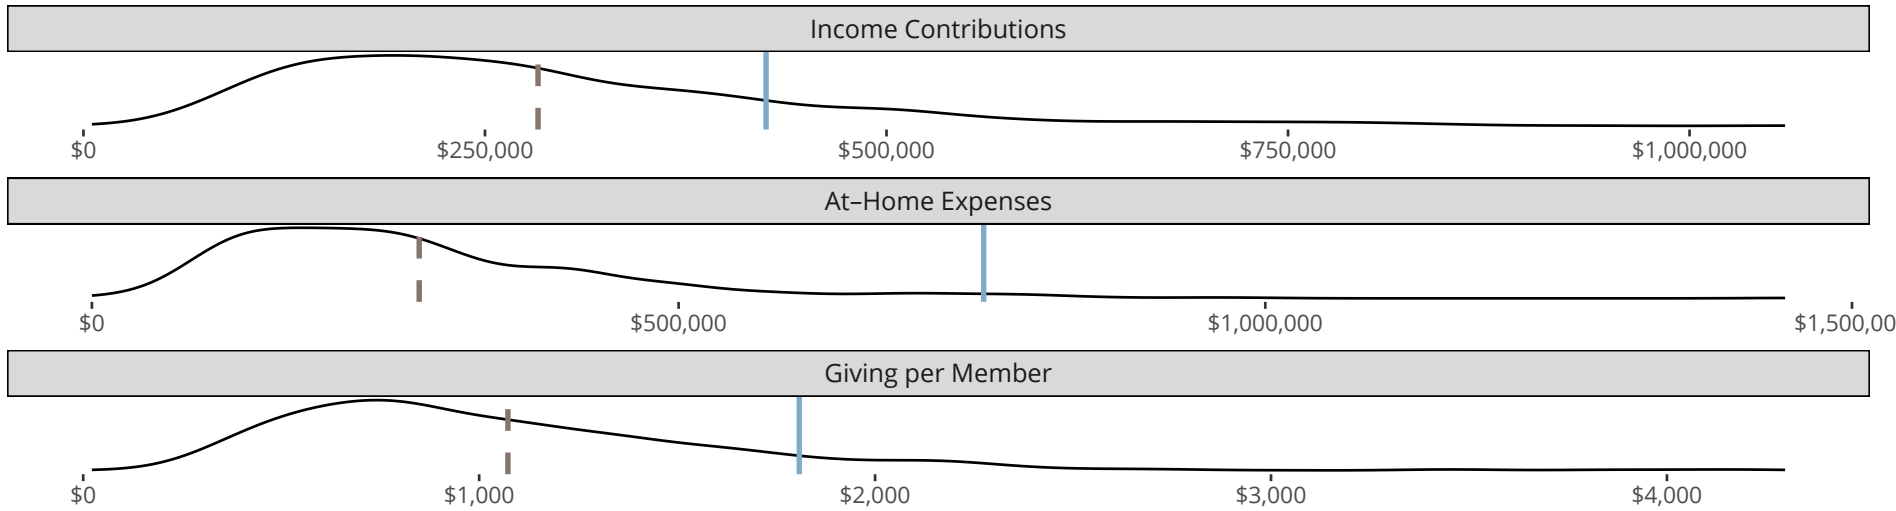 Income Contributions
$0 $250,000 $500,000 $750,000 $1,000,000
At–Home Expenses
$0 $500,000 $1,000,000 $1,500,00
Giving per Member
$0 $1,000 $2,000 $3,000 $4,000